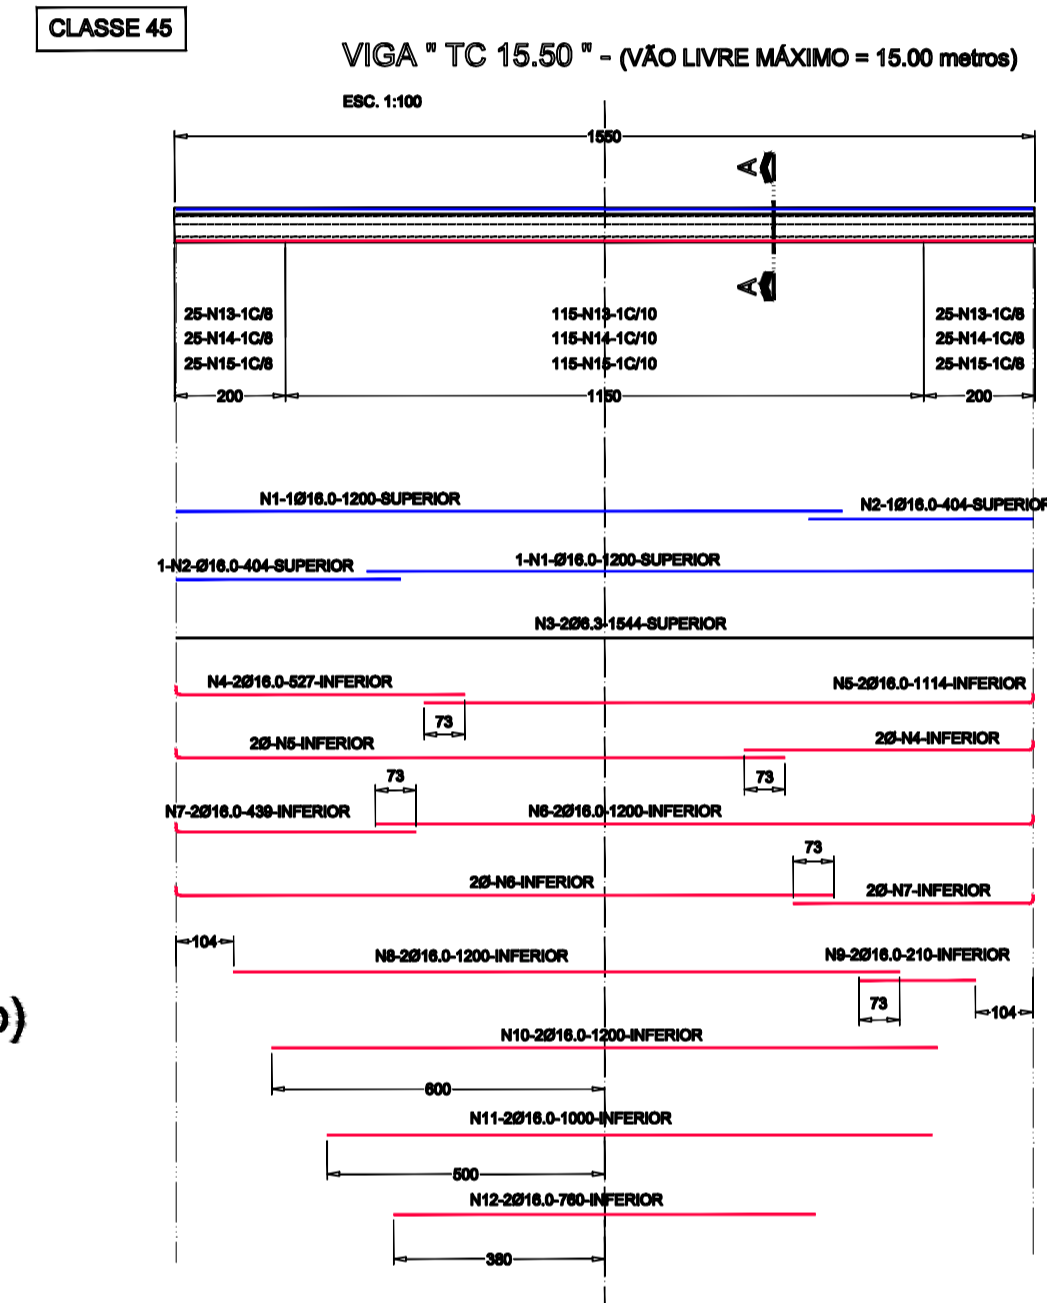 CLASSE 45
VIGA " TC 15.50 " - (VÃO LIVRE MÁXIMO = 15.00 metros)
ESC. 1:100
1550
A
A
25-N13-1C/8 115-N13-1C/10 25-N13-1C/8
25-N14-1C/8 115-N14-1C/10 25-N14-1C/8
25-N15-1C/8 115-N15-1C/10 25-N15-1C/8
200 1150 200
N1-1Ø16.0-1200-SUPERIOR N2-1Ø16.0-404-SUPERIOR
1-N2-Ø16.0-404-SUPERIOR 1-N1-Ø16.0-1200-SUPERIOR
N3-2Ø6.3-1544-SUPERIOR
N4-2Ø16.0-527-INFERIOR N5-2Ø16.0-1114-INFERIOR
73
2Ø-N5-INFERIOR 2Ø-N4-INFERIOR
73 73
N7-2Ø16.0-439-INFERIOR N6-2Ø16.0-1200-INFERIOR
73
2Ø-N6-INFERIOR 2Ø-N7-INFERIOR
104
N8-2Ø16.0-1200-INFERIOR N9-2Ø16.0-210-INFERIOR
73 104
)
N10-2Ø16.0-1200-INFERIOR
600
N11-2Ø16.0-1000-INFERIOR
500
N12-2Ø16.0-760-INFERIOR
380